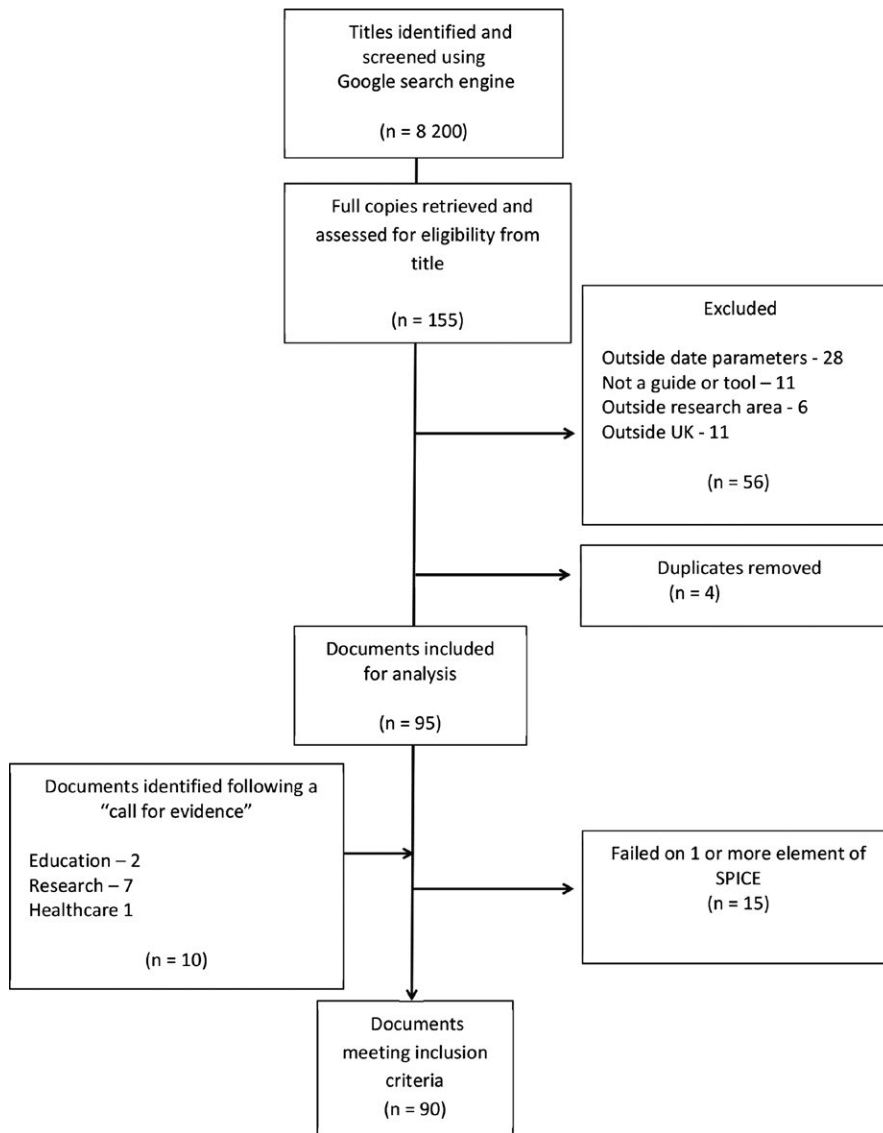 Titles identified and
screened using
Google search engine
(n = 8 200)
Full copies retrieved and
assessed for eligibility from
title
(n = 155)
Excluded
Outside date parameters - 28
Not a guide or tool – 11
Outside research area - 6
Outside UK - 11
(n = 56)
Duplicates removed
(n = 4)
Documents included
for analysis
(n = 95)
Documents identified following a
“call for evidence”
Education – 2
Research – 7
Healthcare 1
(n = 10)
Failed on 1 or more element of
SPICE
(n = 15)
Documents
meeting inclusion
criteria
(n = 90)